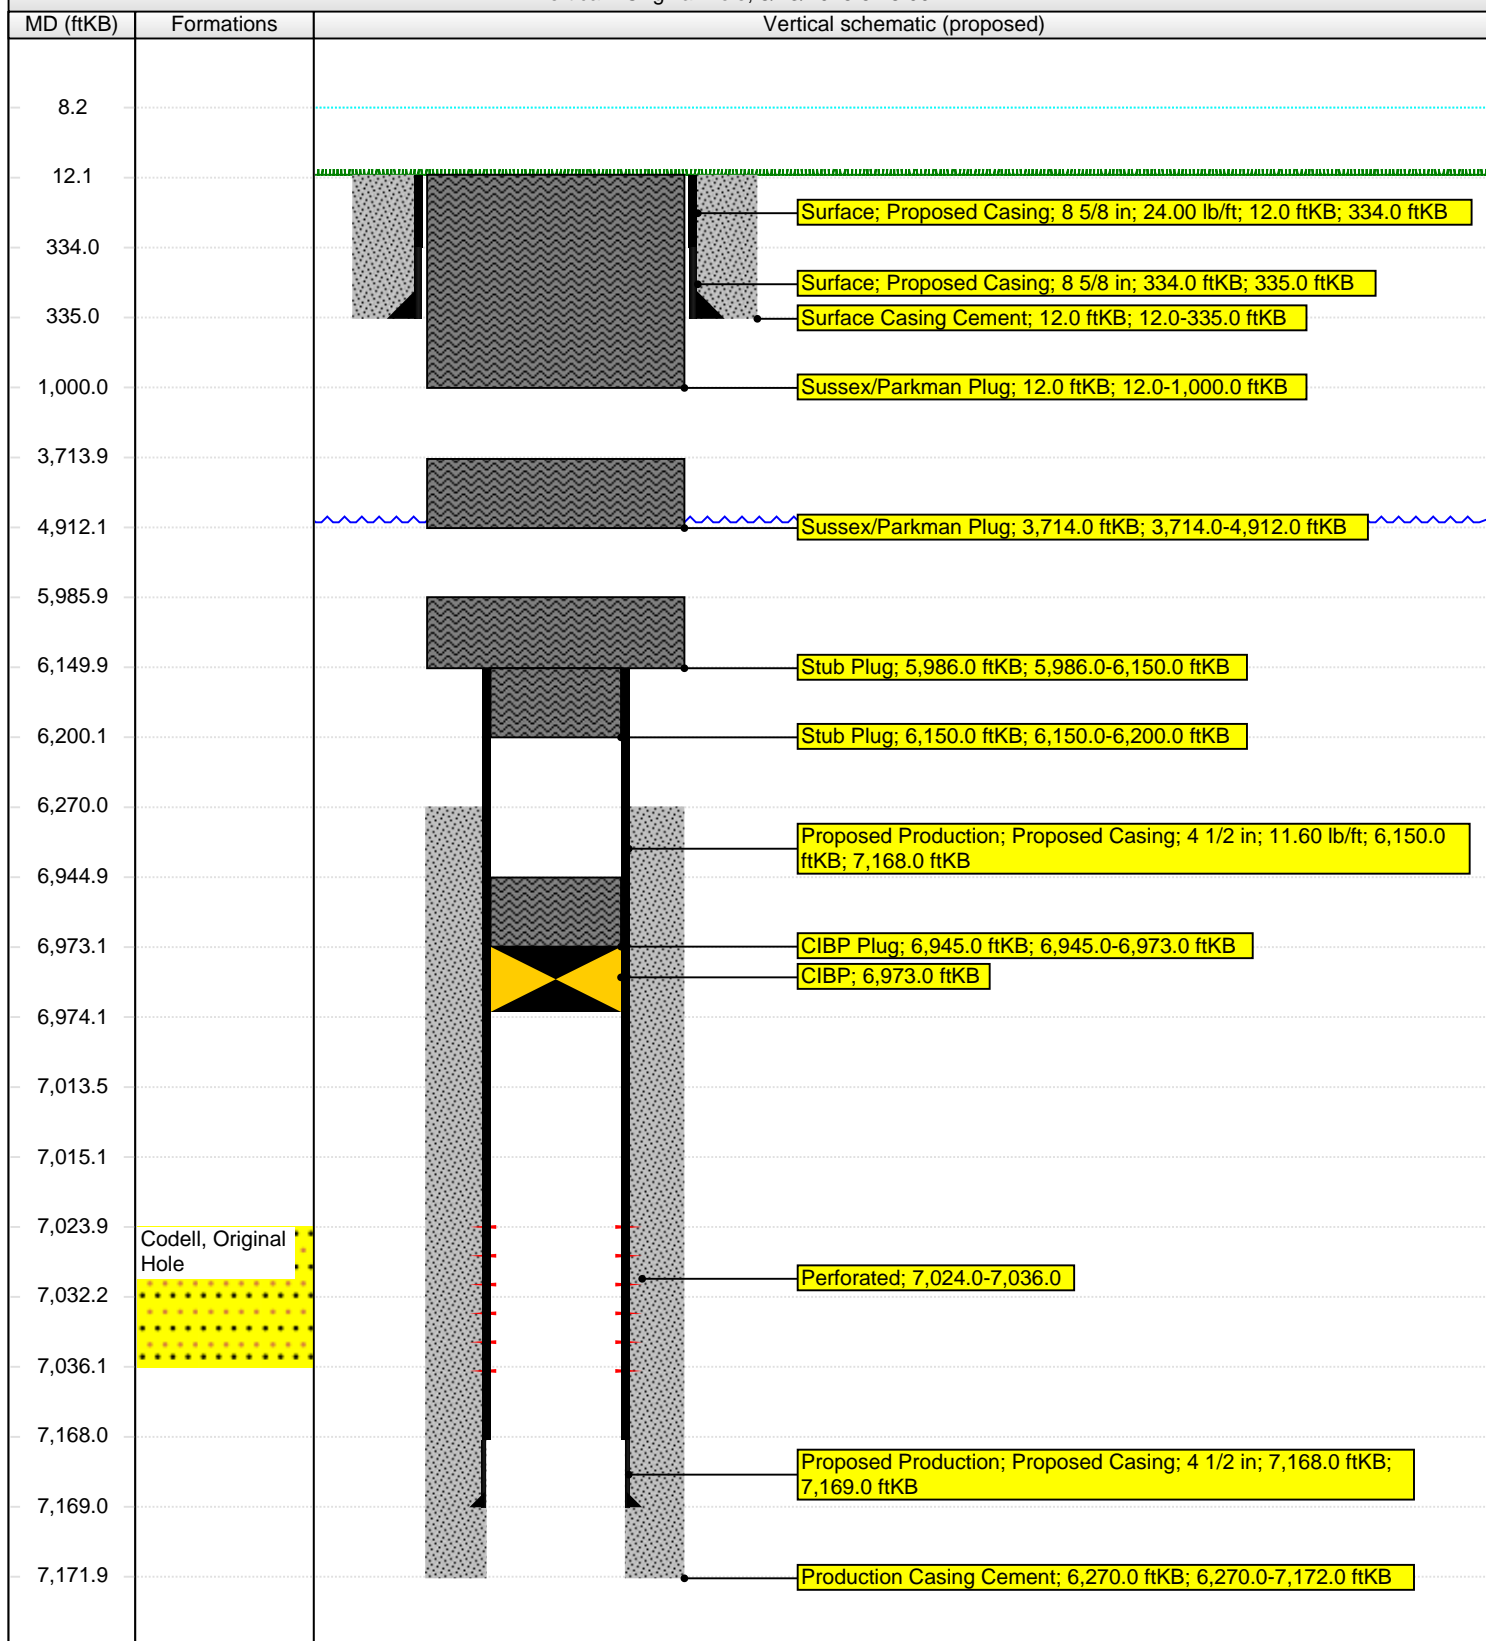 MD (ftKB) Formations Vertical schematic (proposed)
8.2
12.1
Surface; Proposed Casing; 8 5/8 in; 24.00 lb/ft; 12.0 ftKB; 334.0 ftKB
334.0
Surface; Proposed Casing; 8 5/8 in; 334.0 ftKB; 335.0 ftKB
335.0
Surface Casing Cement; 12.0 ftKB; 12.0-335.0 ftKB
1,000.0
Sussex/Parkman Plug; 12.0 ftKB; 12.0-1,000.0 ftKB
3,713.9
4,912.1
Sussex/Parkman Plug; 3,714.0 ftKB; 3,714.0-4,912.0 ftKB
5,985.9
6,149.9
Stub Plug; 5,986.0 ftKB; 5,986.0-6,150.0 ftKB
6,200.1
Stub Plug; 6,150.0 ftKB; 6,150.0-6,200.0 ftKB
6,270.0
Proposed Production; Proposed Casing; 4 1/2 in; 11.60 lb/ft; 6,150.0
ftKB; 7,168.0 ftKB
6,944.9
6,973.1
CIBP Plug; 6,945.0 ftKB; 6,945.0-6,973.0 ftKB
CIBP; 6,973.0 ftKB
6,974.1
7,013.5
7,015.1
7,023.9
Codell, Original
Hole
Perforated; 7,024.0-7,036.0
7,032.2
7,036.1
7,168.0
Proposed Production; Proposed Casing; 4 1/2 in; 7,168.0 ftKB;
7,169.0 ftKB
7,169.0
7,171.9
Production Casing Cement; 6,270.0 ftKB; 6,270.0-7,172.0 ftKB